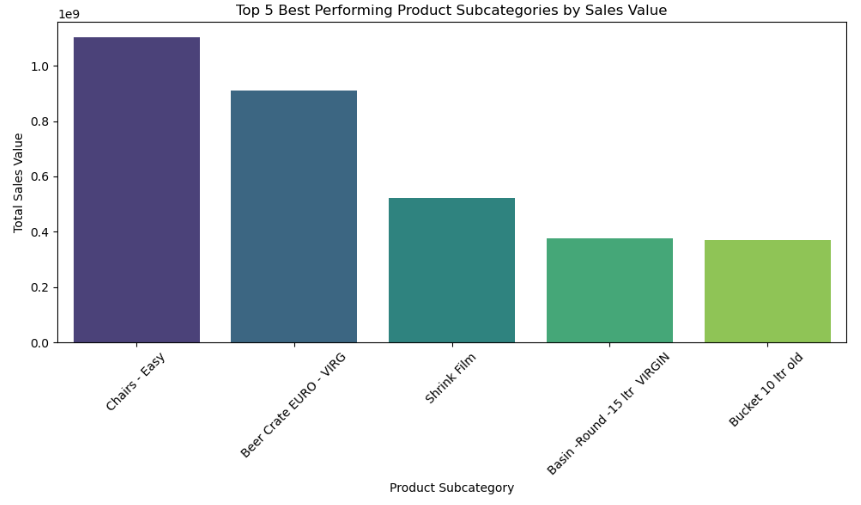 Top 5 Best Performing Product Subcategories by Sales Value
1e9
1.0
0.8
0.6
0.4
0.2
0.0
Total Sales Value
Chairs - Easy
Beer Crate EURO - VIRG
Shrink Film
Basin -Round -15 ltr  VIRGIN
Bucket 10 ltr old
Product Subcategory